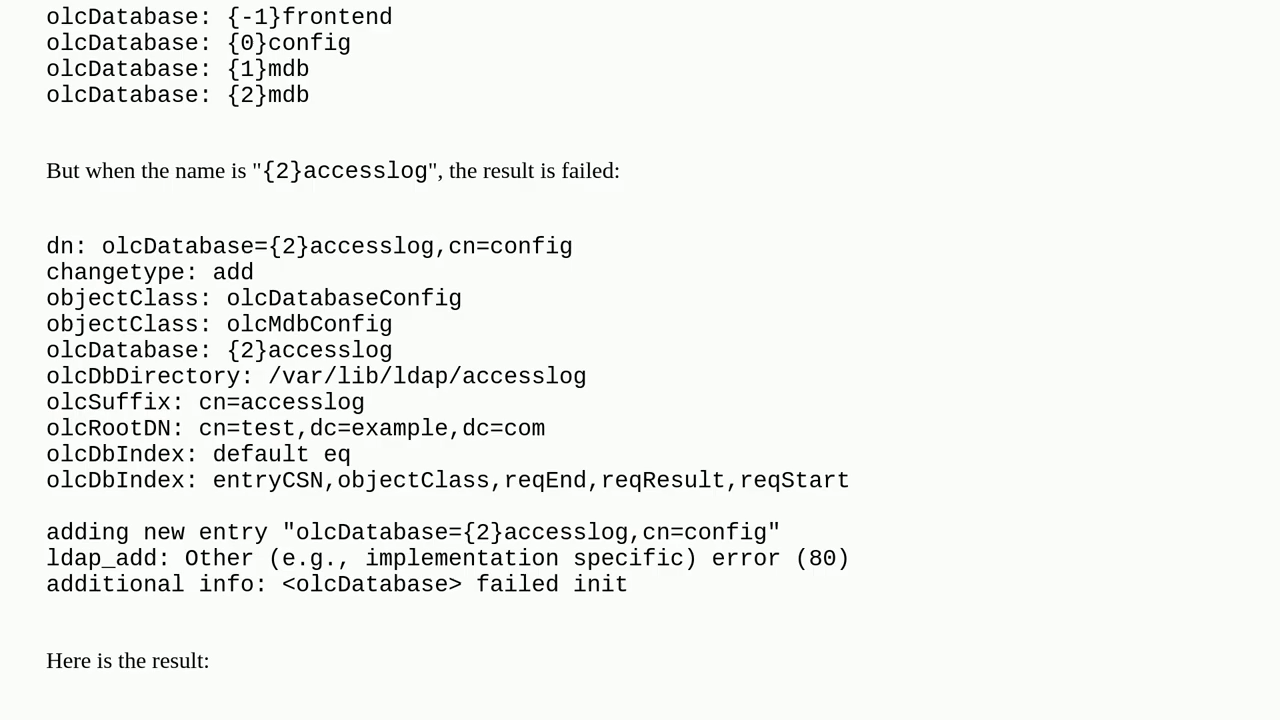 olcDatabase: {-1}frontend
olcDatabase: {0}config
olcDatabase: {1}mdb
olcDatabase: {2}mdb
But when the name is "{2}accesslog", the result is failed:
dn: olcDatabase={2}accesslog,cn=config
changetype: add
objectClass: olcDatabaseConfig
objectClass: olcMdbConfig
olcDatabase: {2}accesslog
olcDbDirectory: /var/lib/ldap/accesslog
olcSuffix: cn=accesslog
olcRootDN: cn=test,dc=example,dc=com
olcDbIndex: default eq
olcDbIndex: entryCSN,objectClass,reqEnd,reqResult,reqStart
adding new entry "olcDatabase={2}accesslog,cn=config"
ldap_add: Other (e.g., implementation specific) error (80)
additional info: <olcDatabase> failed init
Here is the result: